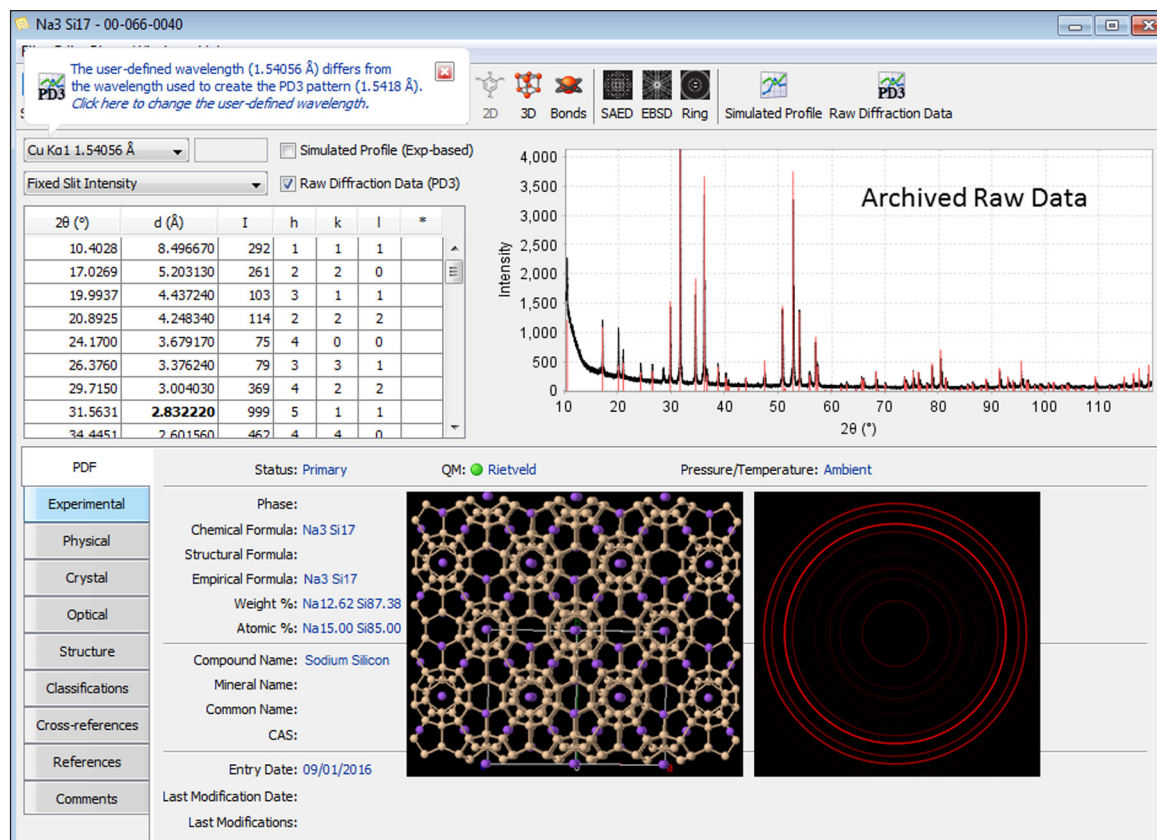 Na3 Si17 - 00-066-0040
The user-defined wavelength (1.54056 Å) differs from
the wavelength used to create the PD3 pattern (1.5418 Å).
Click here to change the user-defined wavelength.
PD3
2D 3D Bonds SAED EBSD Ring Simulated Profile Raw Diffraction Data
PD3
Cu Kα1 1.54056 Å
Simulated Profile (Exp-based)
Fixed Slit Intensity
Raw Diffraction Data (PD3)
2θ (°) d (Å) I h k l *
10.4028 8.496670 292 1 1 1
17.0269 5.203130 261 2 2 0
19.9937 4.437240 103 3 1 1
20.8925 4.248340 114 2 2 2
24.1700 3.679170 75 4 0 0
26.3760 3.376240 79 3 3 1
29.7150 3.004030 369 4 2 2
31.5631 2.832220 999 5 1 1
34.4451 2.601560 462 4 4 0
Archived Raw Data
Intensity
4,000
3,500
3,000
2,500
2,000
1,500
1,000
500
0
10 20 30 40 50 60 70 80 90 100 110
2θ (°)
PDF
Experimental
Physical
Crystal
Optical
Structure
Classifications
Cross-references
References
Comments
Status: Primary QM: Rietveld Pressure/Temperature: Ambient
Phase:
Chemical Formula: Na3 Si17
Structural Formula:
Empirical Formula: Na3 Si17
Weight %: Na12.62 Si87.38
Atomic %: Na15.00 Si85.00
Compound Name: Sodium Silicon
Mineral Name:
Common Name:
CAS:
Entry Date: 09/01/2016
Last Modification Date:
Last Modifications: